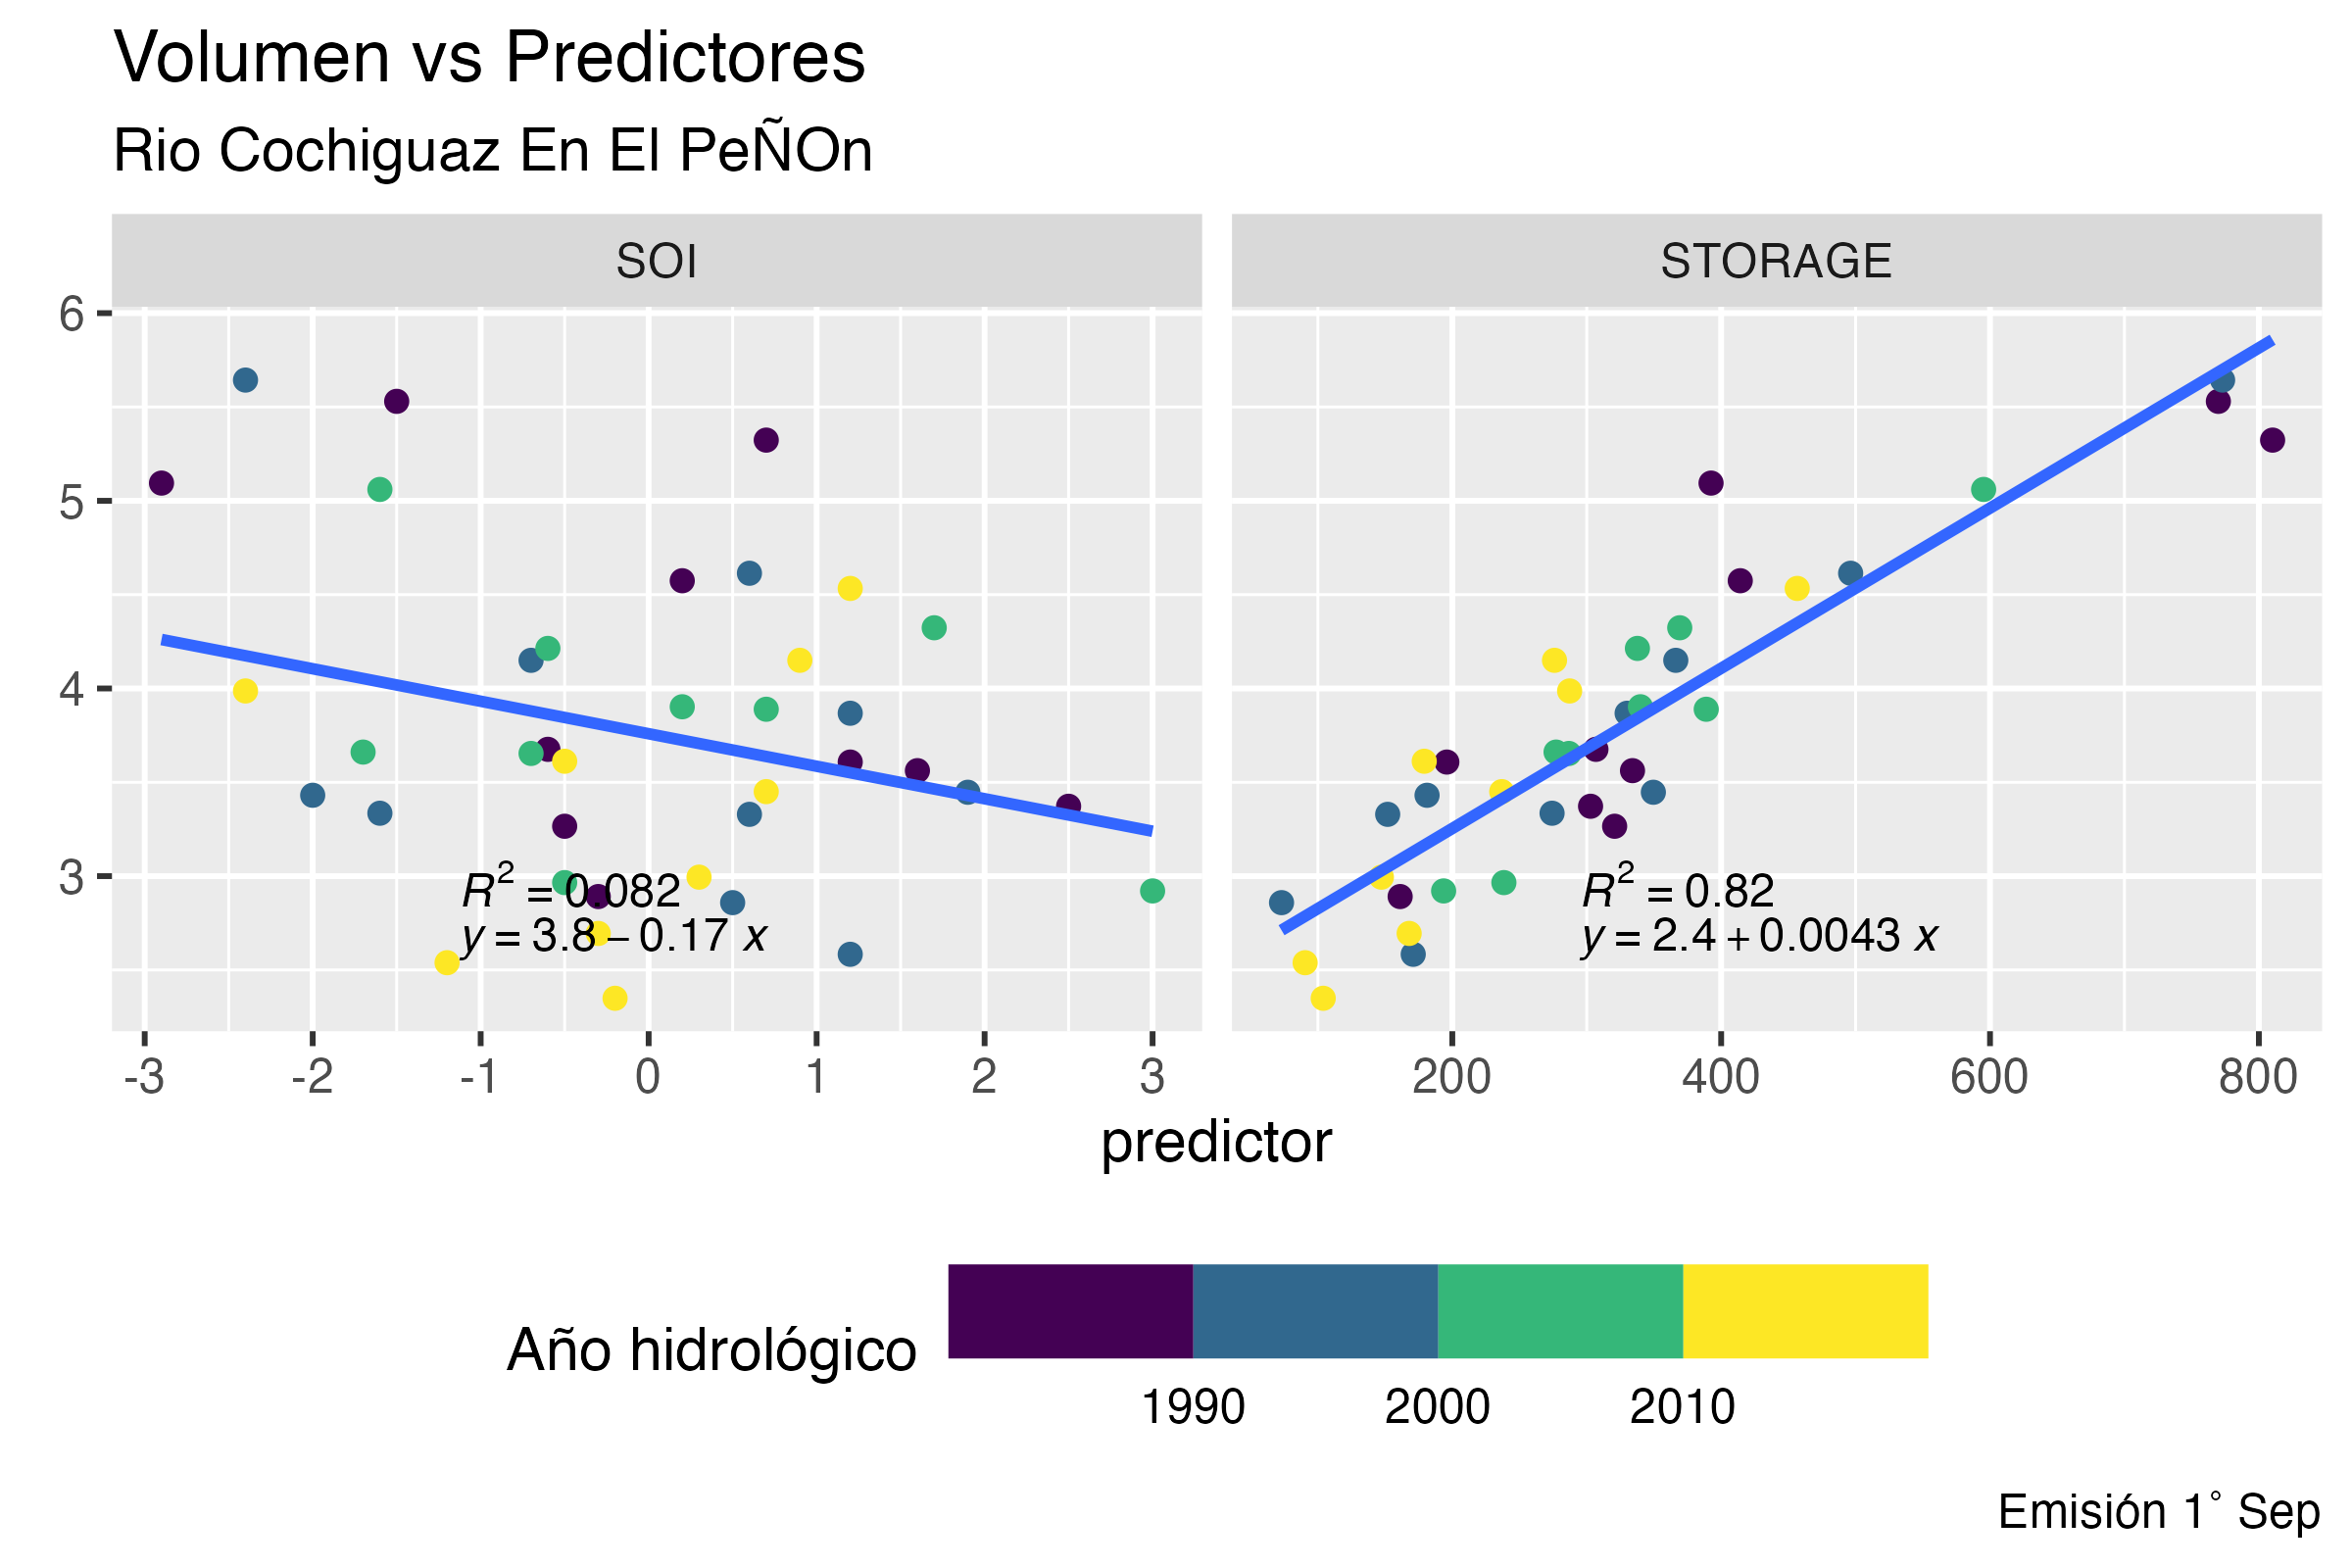 Volumen vs Predictores
Rio Cochiguaz En El PeÑOn
SOI STORAGE
6
5
4
3
R² = 0.082
y = 3.8 − 0.17 x
R² = 0.82
y = 2.4 + 0.0043 x
-3 -2 -1 0 1 2 3 200 400 600 800
predictor
Año hidrológico
1990 2000 2010
Emisión 1° Sep